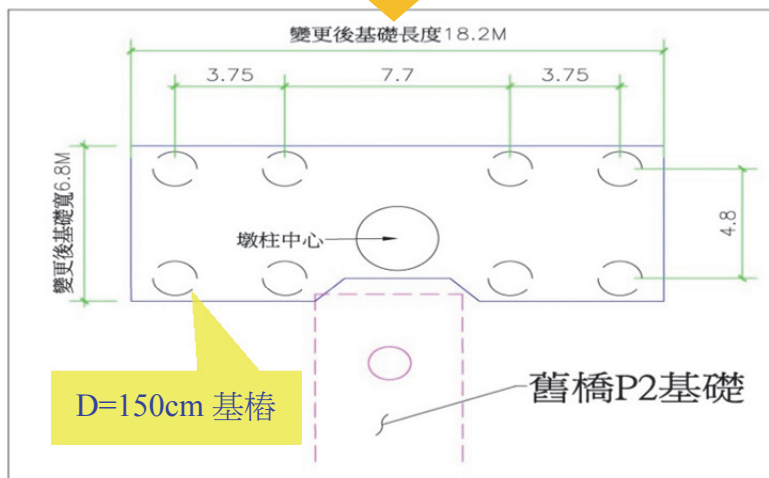 變更後基礎長度18.2M
3.75
7.7
3.75
變更後基礎寬6.8M
墩柱中心
4.8
D=150cm 基樁
舊橋P2基礎